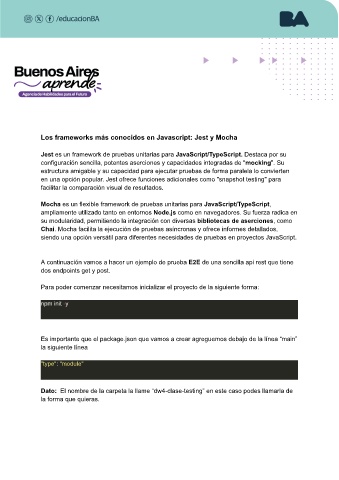 /educacionBA
BA
Buenos Aires
aprende
Agencia de Habilidades para el Futuro
Los frameworks más conocidos en Javascript: Jest y Mocha
Jest es un framework de pruebas unitarias para JavaScript/TypeScript. Destaca por su
configuración sencilla, potentes aserciones y capacidades integradas de "mocking". Su
estructura amigable y su capacidad para ejecutar pruebas de forma paralela lo convierten
en una opción popular. Jest ofrece funciones adicionales como "snapshot testing" para
facilitar la comparación visual de resultados.
Mocha es un flexible framework de pruebas unitarias para JavaScript/TypeScript,
ampliamente utilizado tanto en entornos Node.js como en navegadores. Su fuerza radica en
su modularidad, permitiendo la integración con diversas bibliotecas de aserciones, como
Chai. Mocha facilita la ejecución de pruebas asíncronas y ofrece informes detallados,
siendo una opción versátil para diferentes necesidades de pruebas en proyectos JavaScript.
A continuación vamos a hacer un ejemplo de prueba E2E de una sencilla api rest que tiene
dos endpoints get y post.
Para poder comenzar necesitamos inicializar el proyecto de la siguiente forma:
npm init -y
Es importante que el package.json que vamos a crear agreguemos debajo de la línea "main"
la siguiente línea
"type": "module"
Dato: El nombre de la carpeta la llame "dw4-clase-testing" en este caso podes llamarla de
la forma que quieras.